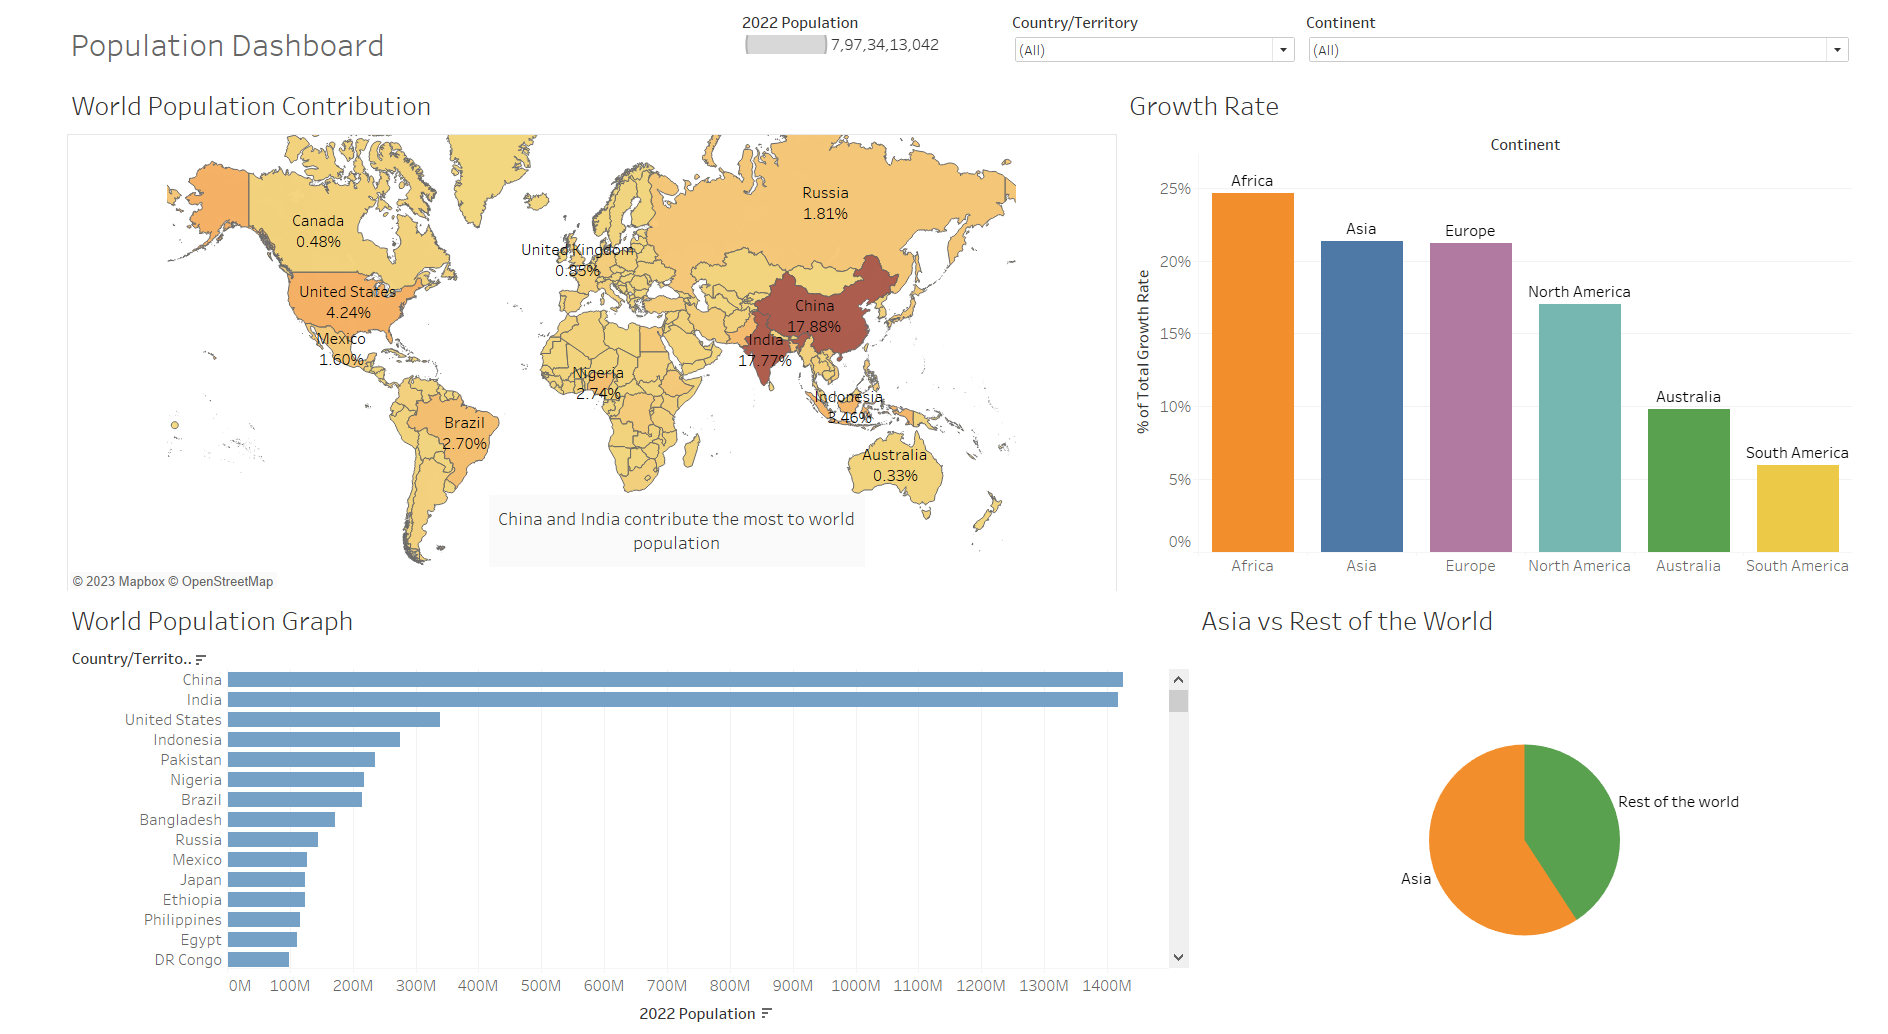 Population Dashboard
2022 Population
7,97,34,13,042
Country/Territory
(All)
Continent
(All)
World Population Contribution
Canada
0.48%
United States
4.24%
Mexico
1.60%
Brazil
2.70%
United Kingdom
0.85%
Nigeria
2.74%
Russia
1.81%
China
17.88%
India
17.77%
Indonesia
3.46%
Australia
0.33%
China and India contribute the most to world
population
© 2023 Mapbox © OpenStreetMap
Growth Rate
Continent
% of Total Growth Rate
25%
20%
15%
10%
5%
0%
Africa
Asia
Europe
North America
Australia
South America
Africa
Asia
Europe
North America
Australia
South America
World Population Graph
Country/Territo..
China
India
United States
Indonesia
Pakistan
Nigeria
Brazil
Bangladesh
Russia
Mexico
Japan
Ethiopia
Philippines
Egypt
DR Congo
0M 100M 200M 300M 400M 500M 600M 700M 800M 900M 1000M 1100M 1200M 1300M 1400M
2022 Population
Asia vs Rest of the World
Rest of the world
Asia